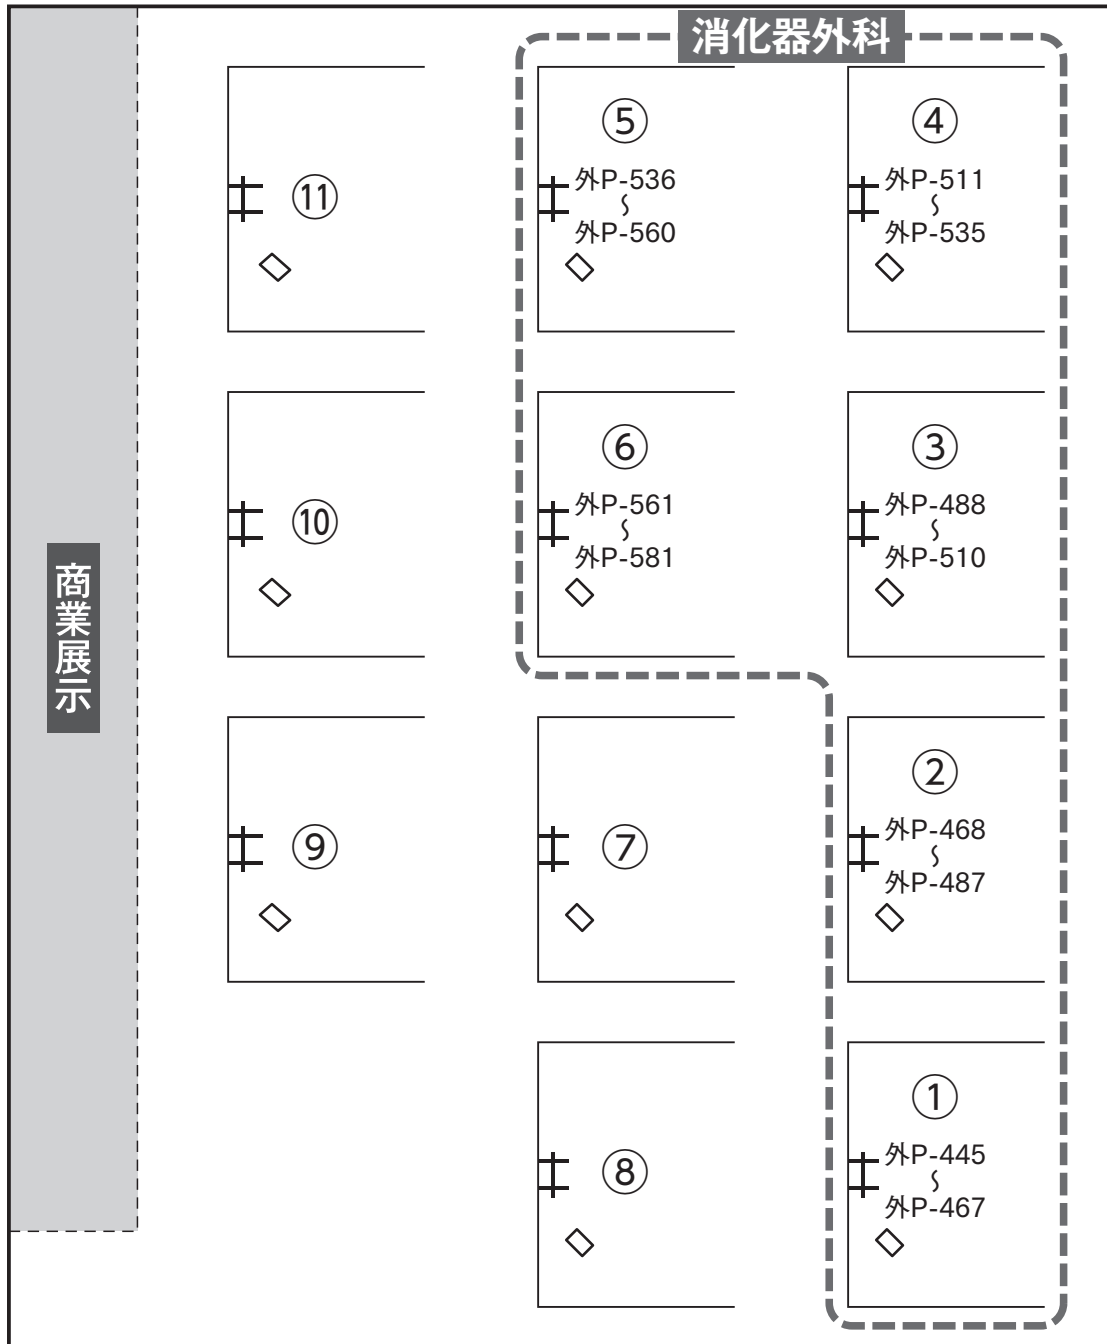 消化器外科
⑤
外P-536
〜
外P-560
④
外P-511
〜
外P-535
⑪
⑥
外P-561
〜
外P-581
③
外P-488
〜
外P-510
⑩
商業展示
②
外P-468
〜
外P-487
⑨
⑦
①
外P-445
〜
外P-467
⑧